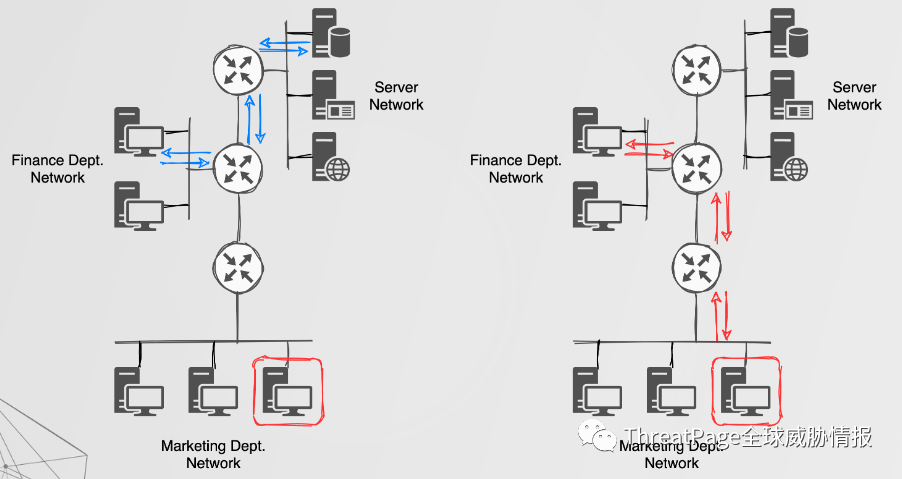 Server
Network
Finance Dept.
Network
Marketing Dept.
Network
Server
Network
Finance Dept.
Network
Marketing Dept.
Network
ThreatPage全球威胁情报